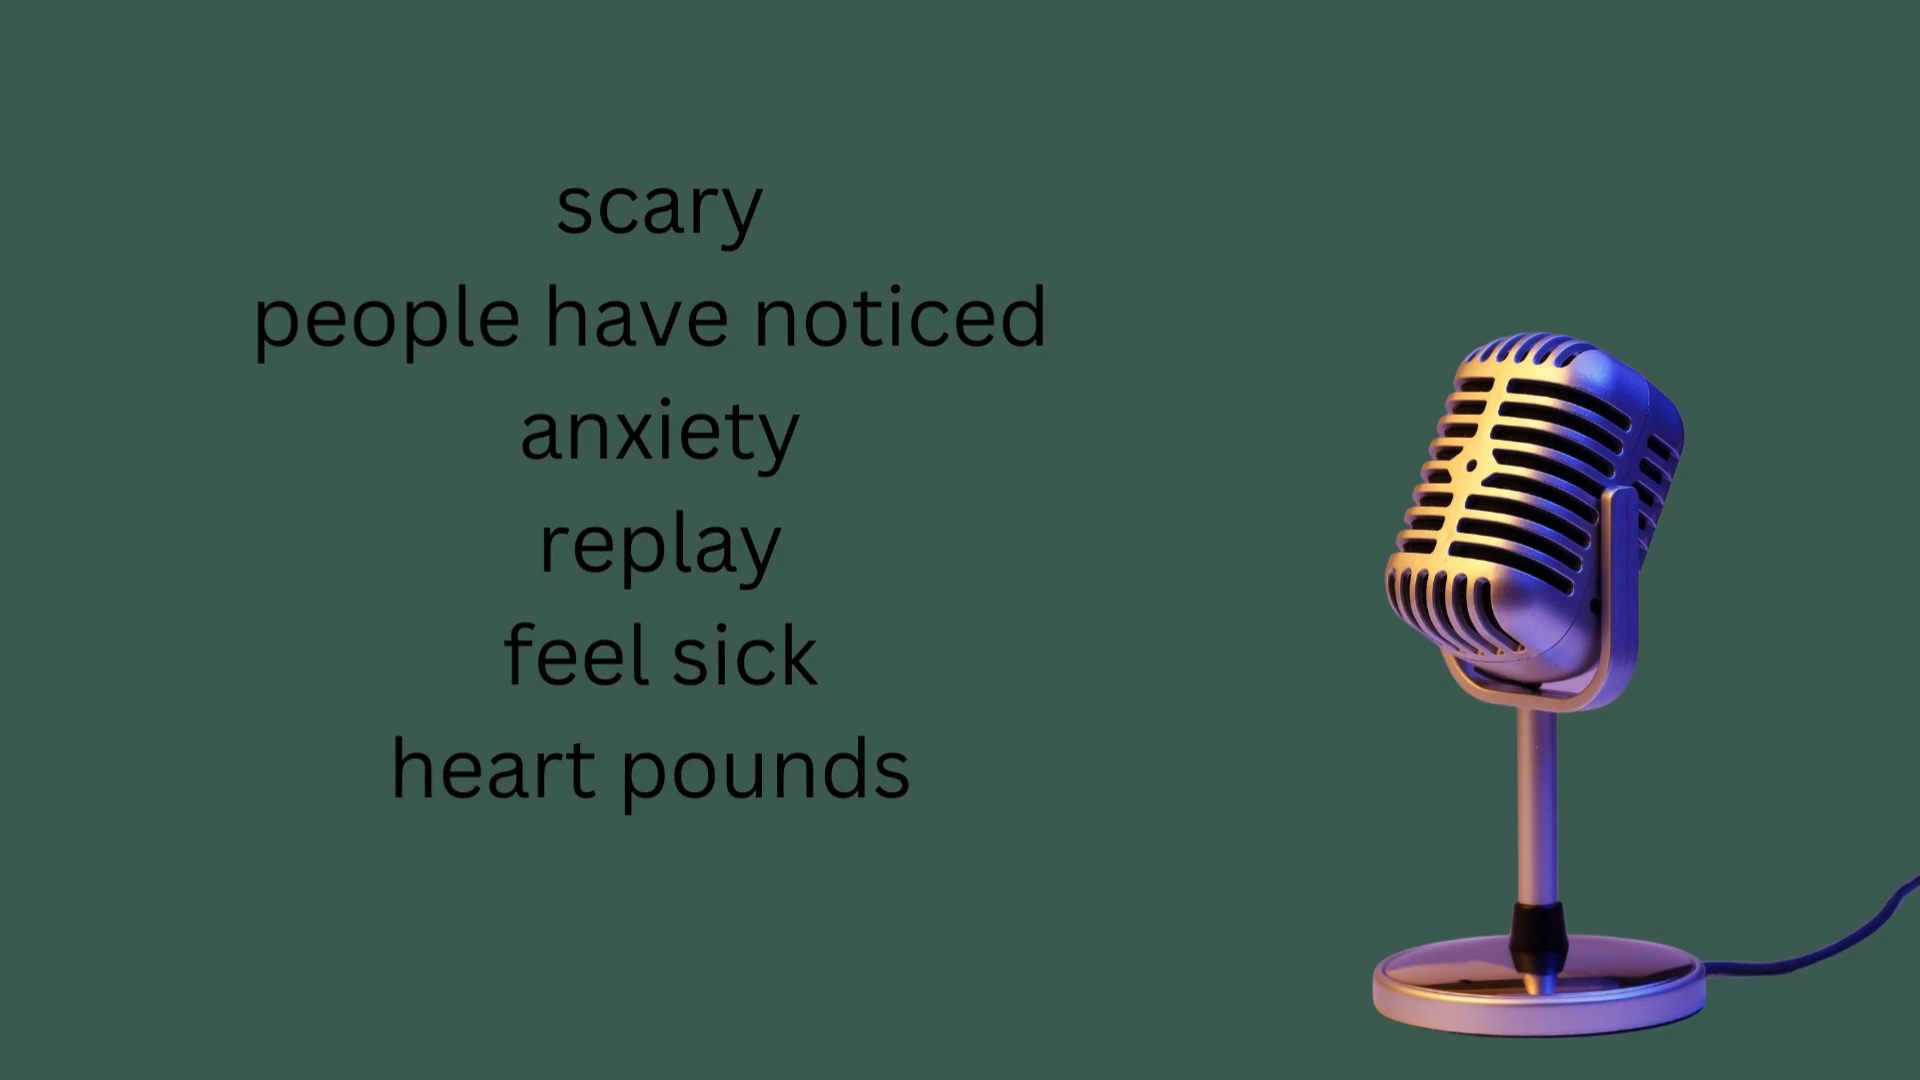 scary
people have noticed
anxiety
replay
feel sick
heart pounds